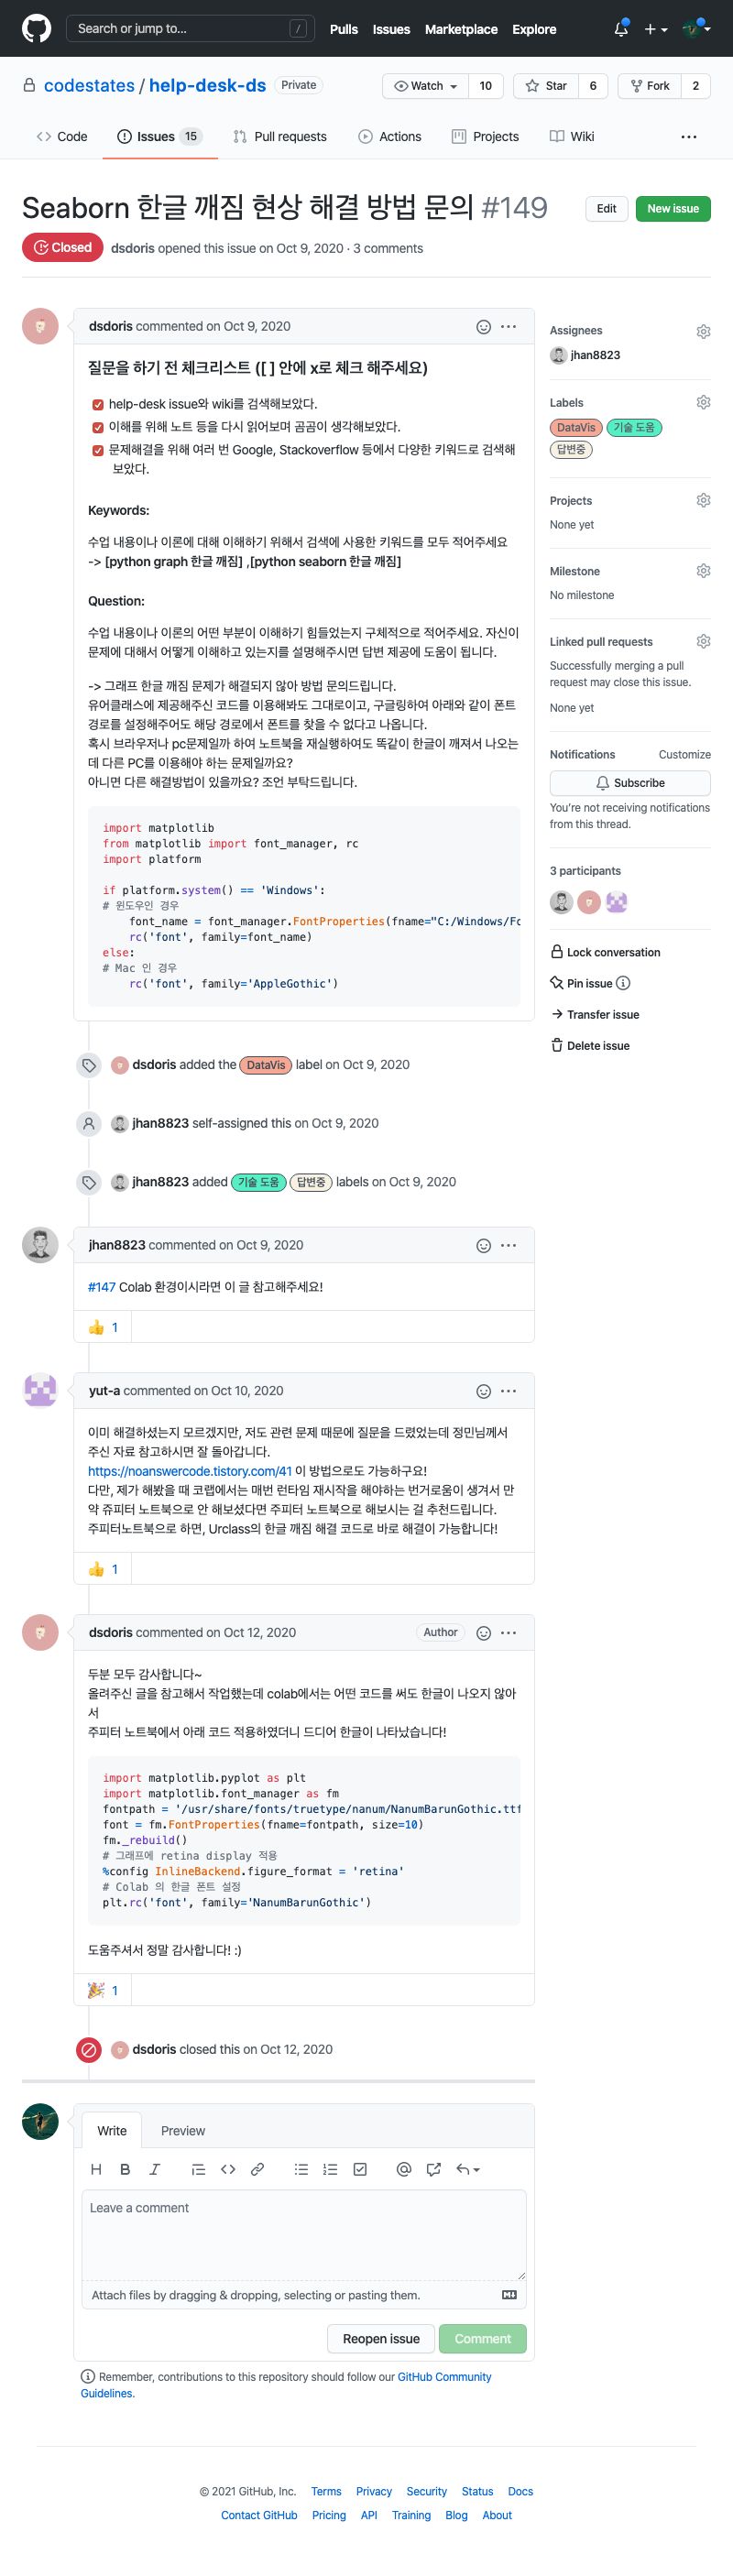 Search or jump to...
/
Pulls Issues Marketplace Explore
codestates / help-desk-ds Private
Watch 10 Star 6 Fork 2
Code Issues 15 Pull requests Actions Projects Wiki
Seaborn 한글 깨짐 현상 해결 방법 문의 #149
Edit New issue
Closed dsdoris opened this issue on Oct 9, 2020 · 3 comments
dsdoris commented on Oct 9, 2020
질문을 하기 전 체크리스트 ([ ] 안에 x로 체크 해주세요)
help-desk issue와 wiki를 검색해보았다.
이해를 위해 노트 등을 다시 읽어보며 곰곰이 생각해보았다.
문제해결을 위해 여러 번 Google, Stackoverflow 등에서 다양한 키워드로 검색해
보았다.
Keywords:
수업 내용이나 이론에 대해 이해하기 위해서 검색에 사용한 키워드를 모두 적어주세요
-> [python graph 한글 깨짐] ,[python seaborn 한글 깨짐]
Question:
수업 내용이나 이론의 어떤 부분이 이해하기 힘들었는지 구체적으로 적어주세요. 자신이
문제에 대해서 어떻게 이해하고 있는지를 설명해주시면 답변 제공에 도움이 됩니다.
-> 그래프 한글 깨짐 문제가 해결되지 않아 방법 문의드립니다.
유어클래스에 제공해주신 코드를 이용해봐도 그대로이고, 구글링하여 아래와 같이 폰트
경로를 설정해주어도 해당 경로에서 폰트를 찾을 수 없다고 나옵니다.
혹시 브라우저나 pc문제일까 하여 노트북을 재실행하여도 똑같이 한글이 깨져서 나오는
데 다른 PC를 이용해야 하는 문제일까요?
아니면 다른 해결방법이 있을까요? 조언 부탁드립니다.
import matplotlib
from matplotlib import font_manager, rc
import platform
if platform.system() == 'Windows':
# 윈도우인 경우
font_name = font_manager.FontProperties(fname="C:/Windows/Fo
rc('font', family=font_name)
else:
# Mac 인 경우
rc('font', family='AppleGothic')
Assignees
jhan8823
Labels
DataVis 기술 도움
답변중
Projects
None yet
Milestone
No milestone
Linked pull requests
Successfully merging a pull
request may close this issue.
None yet
Notifications Customize
Subscribe
You're not receiving notifications
from this thread.
3 participants
Lock conversation
Pin issue
Transfer issue
Delete issue
dsdoris added the DataVis label on Oct 9, 2020
jhan8823 self-assigned this on Oct 9, 2020
jhan8823 added 기술 도움 답변중 labels on Oct 9, 2020
jhan8823 commented on Oct 9, 2020
#147 Colab 환경이시라면 이 글 참고해주세요!
1
yut-a commented on Oct 10, 2020
이미 해결하셨는지 모르겠지만, 저도 관련 문제 때문에 질문을 드렸었는데 정민님께서
주신 자료 참고하시면 잘 돌아갑니다.
https://noanswercode.tistory.com/41 이 방법으로도 가능하구요!
다만, 제가 해봤을 때 코랩에서는 매번 런타임 재시작을 해야하는 번거로움이 생겨서 만
약 쥬피터 노트북으로 안 해보셨다면 주피터 노트북으로 해보시는 걸 추천드립니다.
주피터노트북으로 하면, Urclass의 한글 깨짐 해결 코드로 바로 해결이 가능합니다!
1
dsdoris commented on Oct 12, 2020 Author
두분 모두 감사합니다~
올려주신 글을 참고해서 작업했는데 colab에서는 어떤 코드를 써도 한글이 나오지 않아
서
주피터 노트북에서 아래 코드 적용하였더니 드디어 한글이 나타났습니다!
import matplotlib.pyplot as plt
import matplotlib.font_manager as fm
fontpath = '/usr/share/fonts/truetype/nanum/NanumBarunGothic.ttf
font = fm.FontProperties(fname=fontpath, size=10)
fm._rebuild()
# 그래프에 retina display 적용
%config InlineBackend.figure_format = 'retina'
# Colab 의 한글 폰트 설정
plt.rc('font', family='NanumBarunGothic')
도움주셔서 정말 감사합니다! :)
1
dsdoris closed this on Oct 12, 2020
Write Preview
H B I
Leave a comment
Attach files by dragging & dropping, selecting or pasting them.
Reopen issue Comment
Remember, contributions to this repository should follow our GitHub Community
Guidelines.
© 2021 GitHub, Inc. Terms Privacy Security Status Docs
Contact GitHub Pricing API Training Blog About